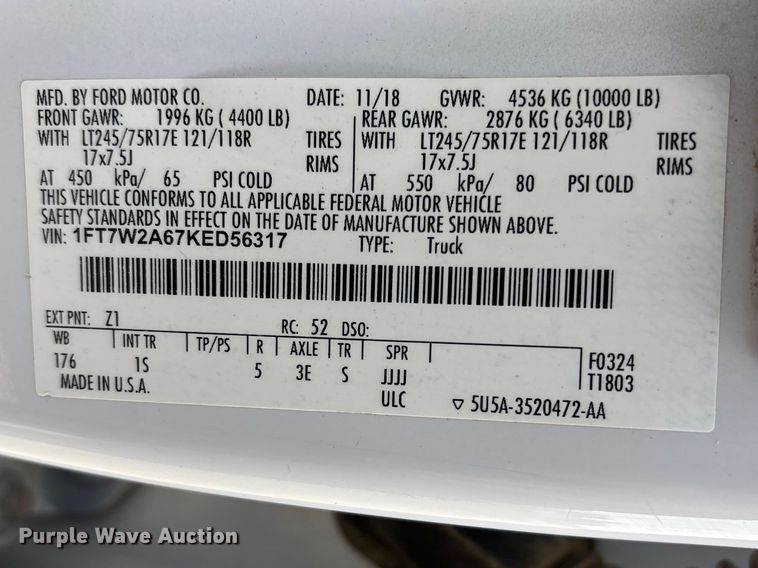 MFD. BY FORD MOTOR CO. DATE: 11/18 GVWR: 4536 KG (10000 LB)
FRONT GAWR: 1996 KG ( 4400 LB) REAR GAWR: 2876 KG ( 6340 LB)
WITH LT245/75R17E 121/118R TIRES WITH LT245/75R17E 121/118R TIRES
17x7.5J RIMS 17x7.5J RIMS
AT 450 kPa/ 65 PSI COLD AT 550 kPa/ 80 PSI COLD
THIS VEHICLE CONFORMS TO ALL APPLICABLE FEDERAL MOTOR VEHICLE
SAFETY STANDARDS IN EFFECT ON THE DATE OF MANUFACTURE SHOWN ABOVE.
VIN: 1FT7W2A67KED56317 TYPE: Truck
EXT PNT: Z1 RC: 52 DSO:
WB INT TR TP/PS R AXLE TR SPR
176 1S 5 3E S JJJJ F0324
MADE IN U.S.A. ULC T1803
▽ 5U5A-3520472-AA
Purple Wave Auction